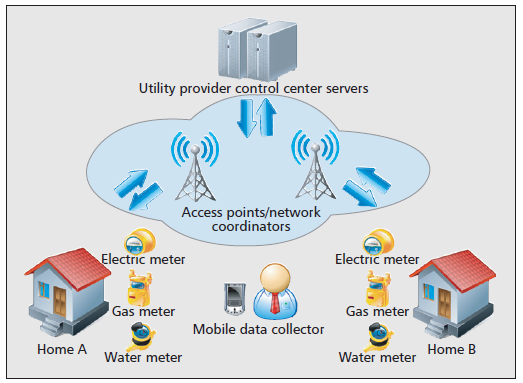 Utility provider control center servers
Access points/network
coordinators
Electric meter
Electric meter
Gas meter
Gas meter
Mobile data collector
Home A
Water meter
Water meter
Home B